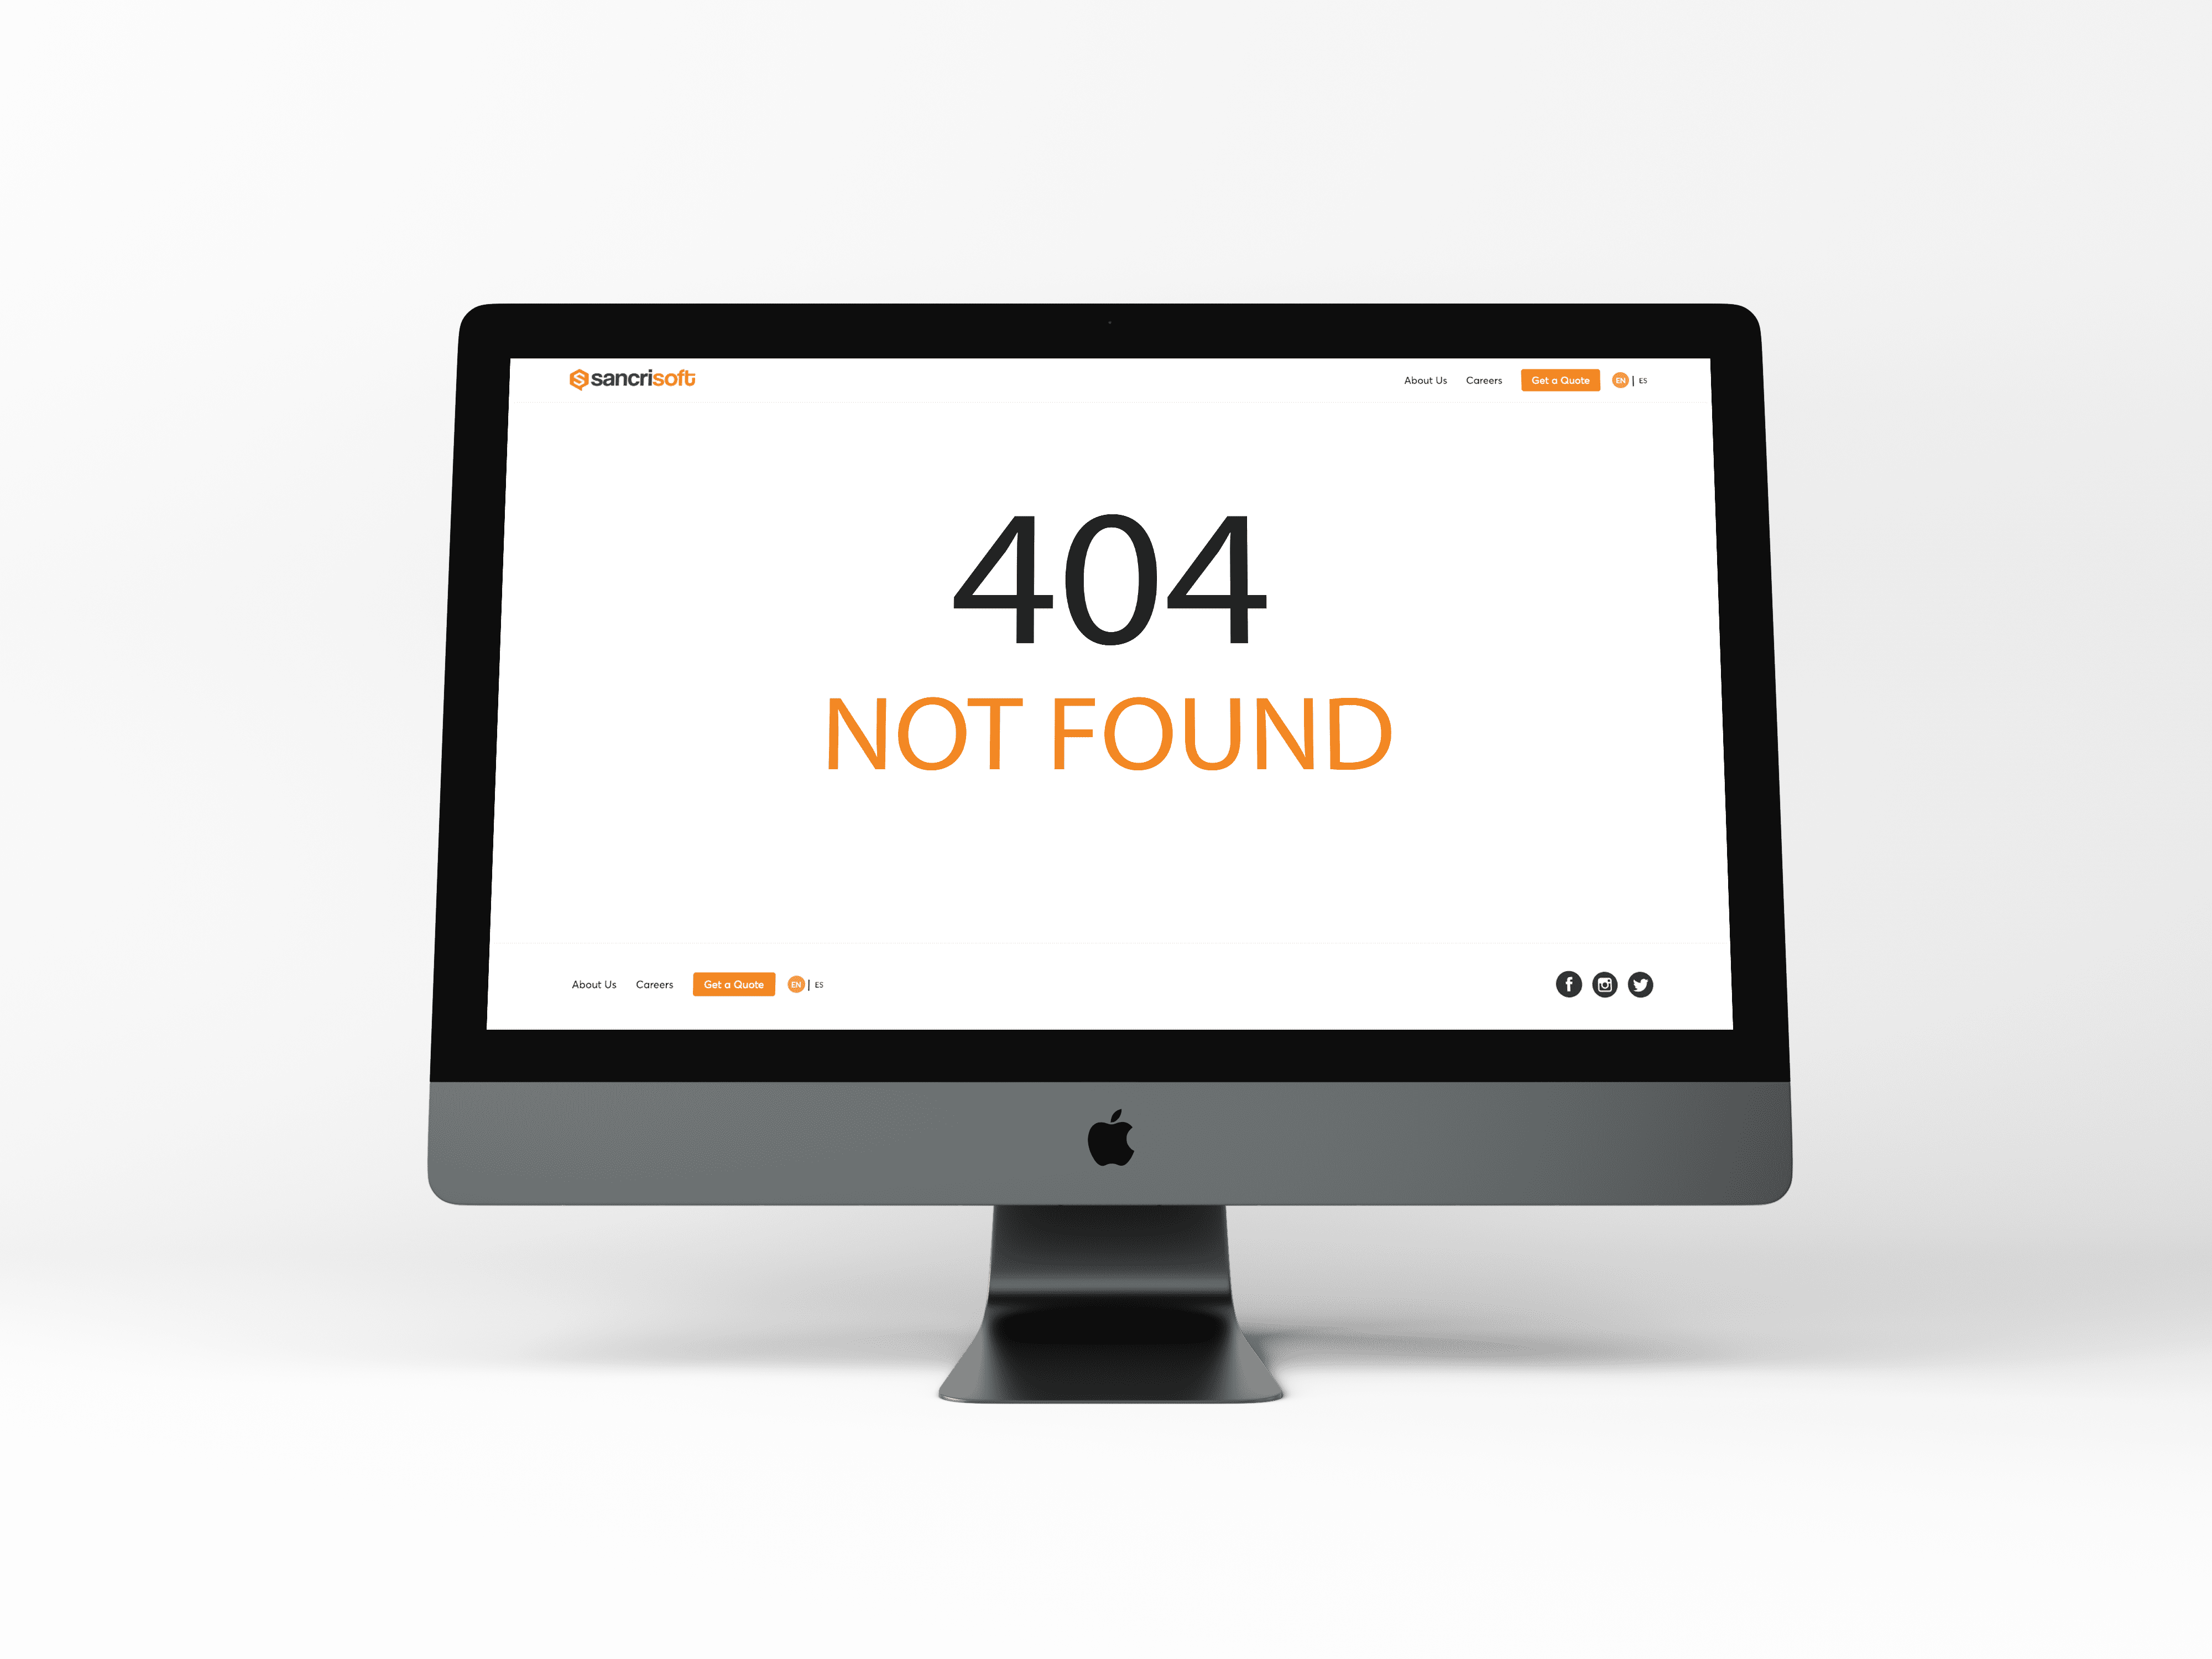 sancrisoft
About Us Careers Get a Quote EN | ES
404
NOT FOUND
About Us Careers Get a Quote EN | ES